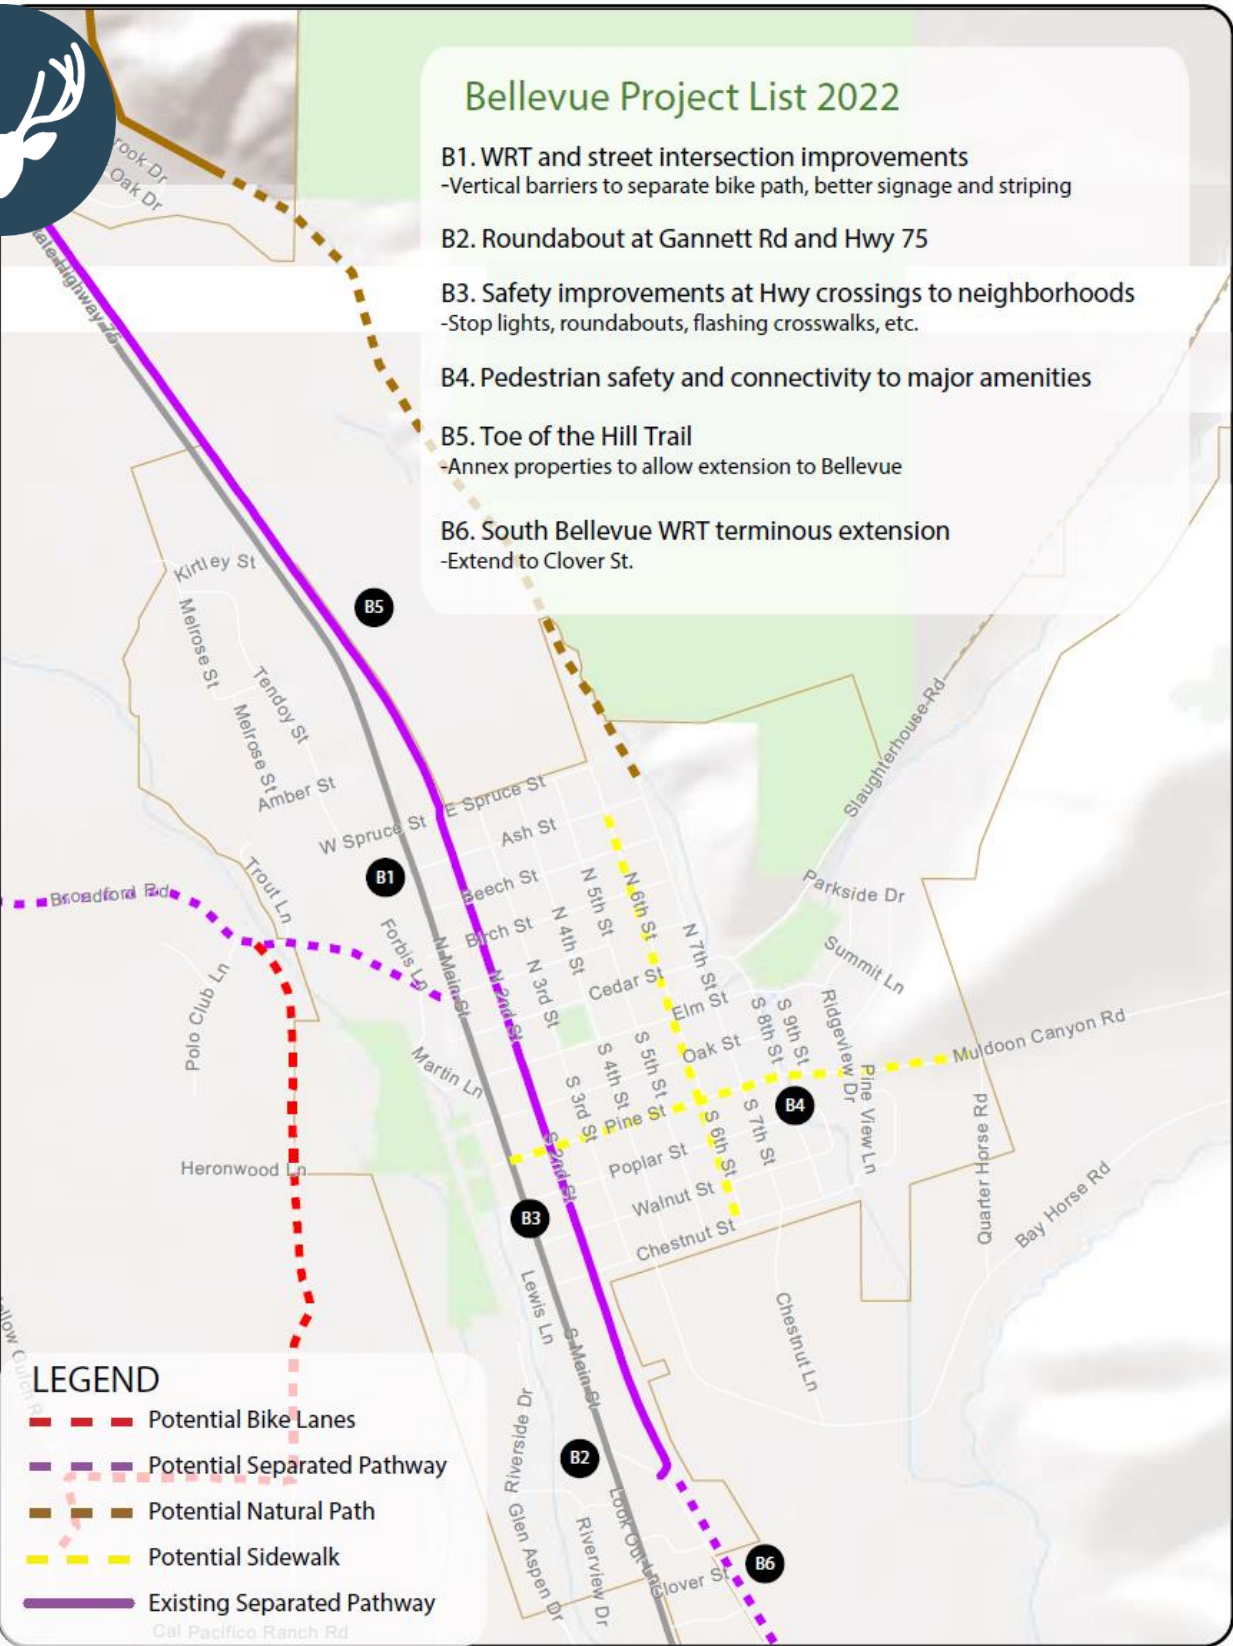 Bellevue Project List 2022
B1. WRT and street intersection improvements
-Vertical barriers to separate bike path, better signage and striping
B2. Roundabout at Gannett Rd and Hwy 75
B3. Safety improvements at Hwy crossings to neighborhoods
-Stop lights, roundabouts, flashing crosswalks, etc.
B4. Pedestrian safety and connectivity to major amenities
B5. Toe of the Hill Trail
-Annex properties to allow extension to Bellevue
B6. South Bellevue WRT terminous extension
-Extend to Clover St.
Oak Dr
Highway 75
Kirtley St
Melrose St
Tendoy St
Melrose St
Amber St
B5
W Spruce St
E Spruce St
Ash St
Slaughterhouse Rd
B1
Beech St
Birch St
Broadford Rd
Trout Ln
Forbis Ln
N Main St
N 2nd St
N 3rd St
N 4th St
N 5th St
N 6th St
N 7th St
Parkside Dr
Summit Ln
Cedar St
Elm St
Oak St
S 8th St
S 9th St
Ridgeview Dr
Muldoon Canyon Rd
Polo Club Ln
Martin Ln
S 3rd St
S 4th St
S 5th St
Pine St
B4
Pine View Ln
S 2nd St
S 6th St
S 7th St
Poplar St
Walnut St
Chestnut St
Quarter Horse Rd
Bay Horse Rd
Heronwood Ln
B3
Lewis Ln
S Main St
Chestnut Ln
Riverside Dr
B2
Glen Aspen Dr
Riverview Dr
Look Out Ln
Clover St
B6
LEGEND
Potential Bike Lanes
Potential Separated Pathway
Potential Natural Path
Potential Sidewalk
Existing Separated Pathway
Cal Pacifico Ranch Rd